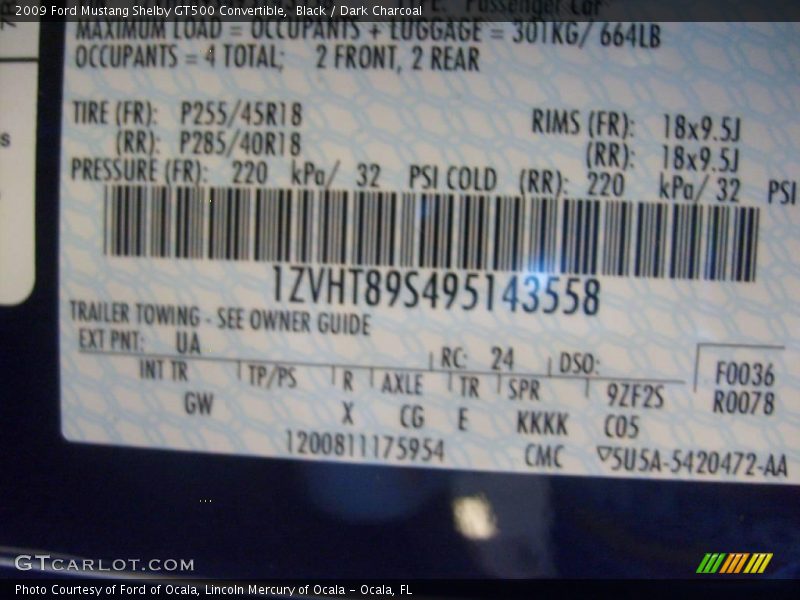 2009 Ford Mustang Shelby GT500 Convertible, Black / Dark Charcoal
E. Passenger Car
MAXIMUM LOAD = OCCUPANTS + LUGGAGE = 301KG/ 664LB
OCCUPANTS = 4 TOTAL; 2 FRONT, 2 REAR
TIRE (FR): P255/45R18 RIMS (FR): 18x9.5J
(RR): P285/40R18 (RR): 18x9.5J
PRESSURE (FR): 220 kPa/ 32 PSI COLD (RR): 220 kPa/ 32 PSI
1ZVHT89S495143558
TRAILER TOWING - SEE OWNER GUIDE
EXT PNT: UA RC: 24 DSO: F0036
INT TR TP/PS R AXLE TR SPR 9ZF2S R0078
GW X CG E KKKK C05
1200811175954 CMC 5U5A-5420472-AA
GTCARLOT.COM
Photo Courtesy of Ford of Ocala, Lincoln Mercury of Ocala – Ocala, FL